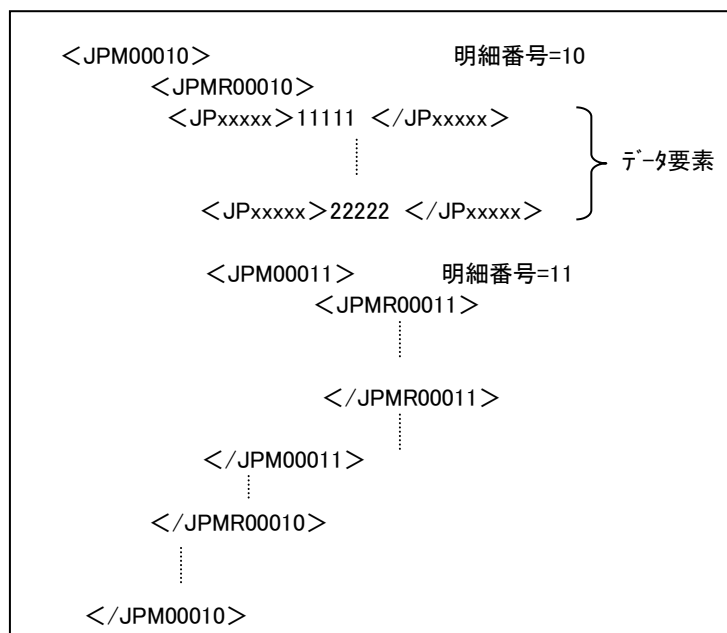 ＜JPM00010＞ 明細番号=10
＜JPMR00010＞
＜JPxxxxx＞11111 ＜/JPxxxxx＞
ﾃﾞｰﾀ要素
＜JPxxxxx＞22222 ＜/JPxxxxx＞
＜JPM00011＞ 明細番号=11
＜JPMR00011＞
＜/JPMR00011＞
＜/JPM00011＞
＜/JPMR00010＞
＜/JPM00010＞